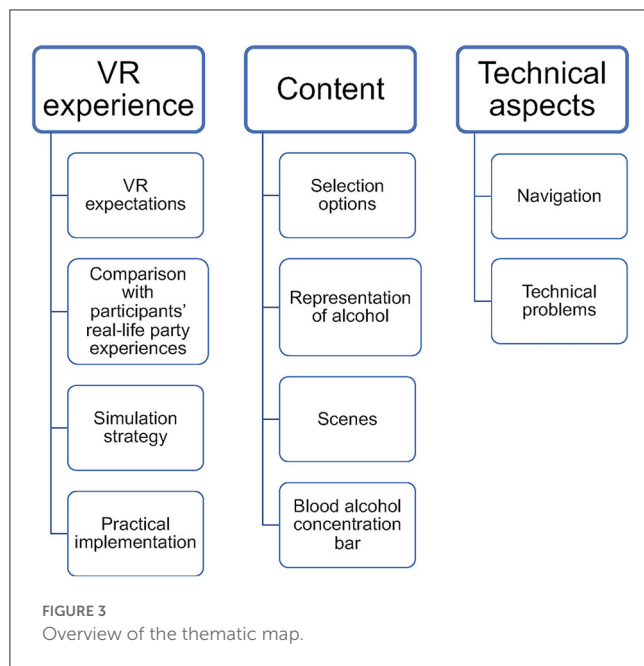 VR
experience
VR
expectations
Comparison
with
participants'
real-life party
experiences
Simulation
strategy
Practical
implementation
Content
Selection
options
Representation
of alcohol
Scenes
Blood alcohol
concentration
bar
Technical
aspects
Navigation
Technical
problems
FIGURE 3
Overview of the thematic map.